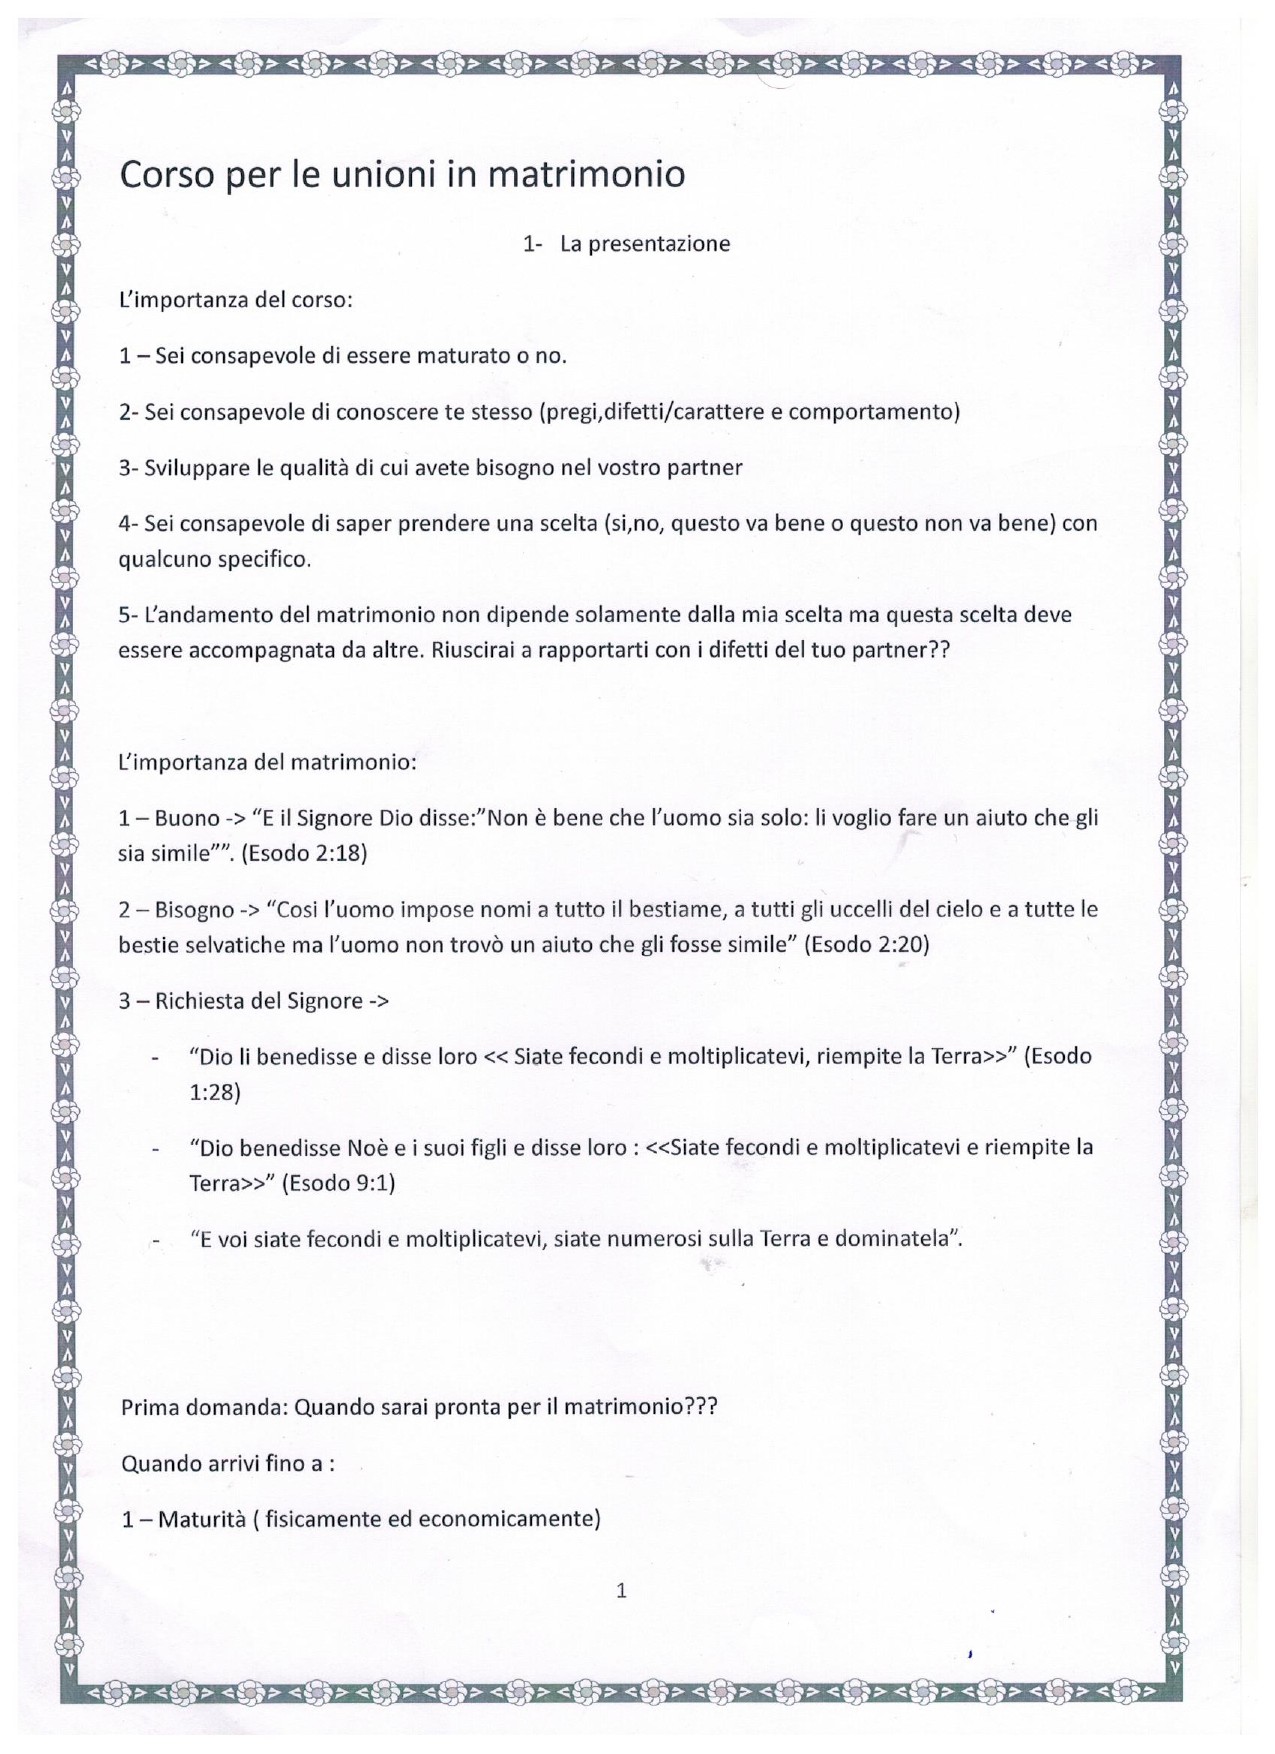 Corso per le unioni in matrimonio
1- La presentazione
L'importanza del corso:
1 – Sei consapevole di essere maturato o no.
2- Sei consapevole di conoscere te stesso (pregi,difetti/carattere e comportamento)
3- Sviluppare le qualità di cui avete bisogno nel vostro partner
4- Sei consapevole di saper prendere una scelta (si,no, questo va bene o questo non va bene) con
qualcuno specifico.
5- L'andamento del matrimonio non dipende solamente dalla mia scelta ma questa scelta deve
essere accompagnata da altre. Riuscirai a rapportarti con i difetti del tuo partner??
L'importanza del matrimonio:
1 – Buono -> “E il Signore Dio disse:”Non è bene che l'uomo sia solo: li voglio fare un aiuto che gli
sia simile””. (Esodo 2:18)
2 – Bisogno -> “Cosi l'uomo impose nomi a tutto il bestiame, a tutti gli uccelli del cielo e a tutte le
bestie selvatiche ma l'uomo non trovò un aiuto che gli fosse simile” (Esodo 2:20)
3 – Richiesta del Signore ->
- “Dio li benedisse e disse loro << Siate fecondi e moltiplicatevi, riempite la Terra>>” (Esodo
1:28)
- “Dio benedisse Noè e i suoi figli e disse loro : <<Siate fecondi e moltiplicatevi e riempite la
Terra>>” (Esodo 9:1)
- “E voi siate fecondi e moltiplicatevi, siate numerosi sulla Terra e dominatela”.
Prima domanda: Quando sarai pronta per il matrimonio???
Quando arrivi fino a :
1 – Maturità ( fisicamente ed economicamente)
1